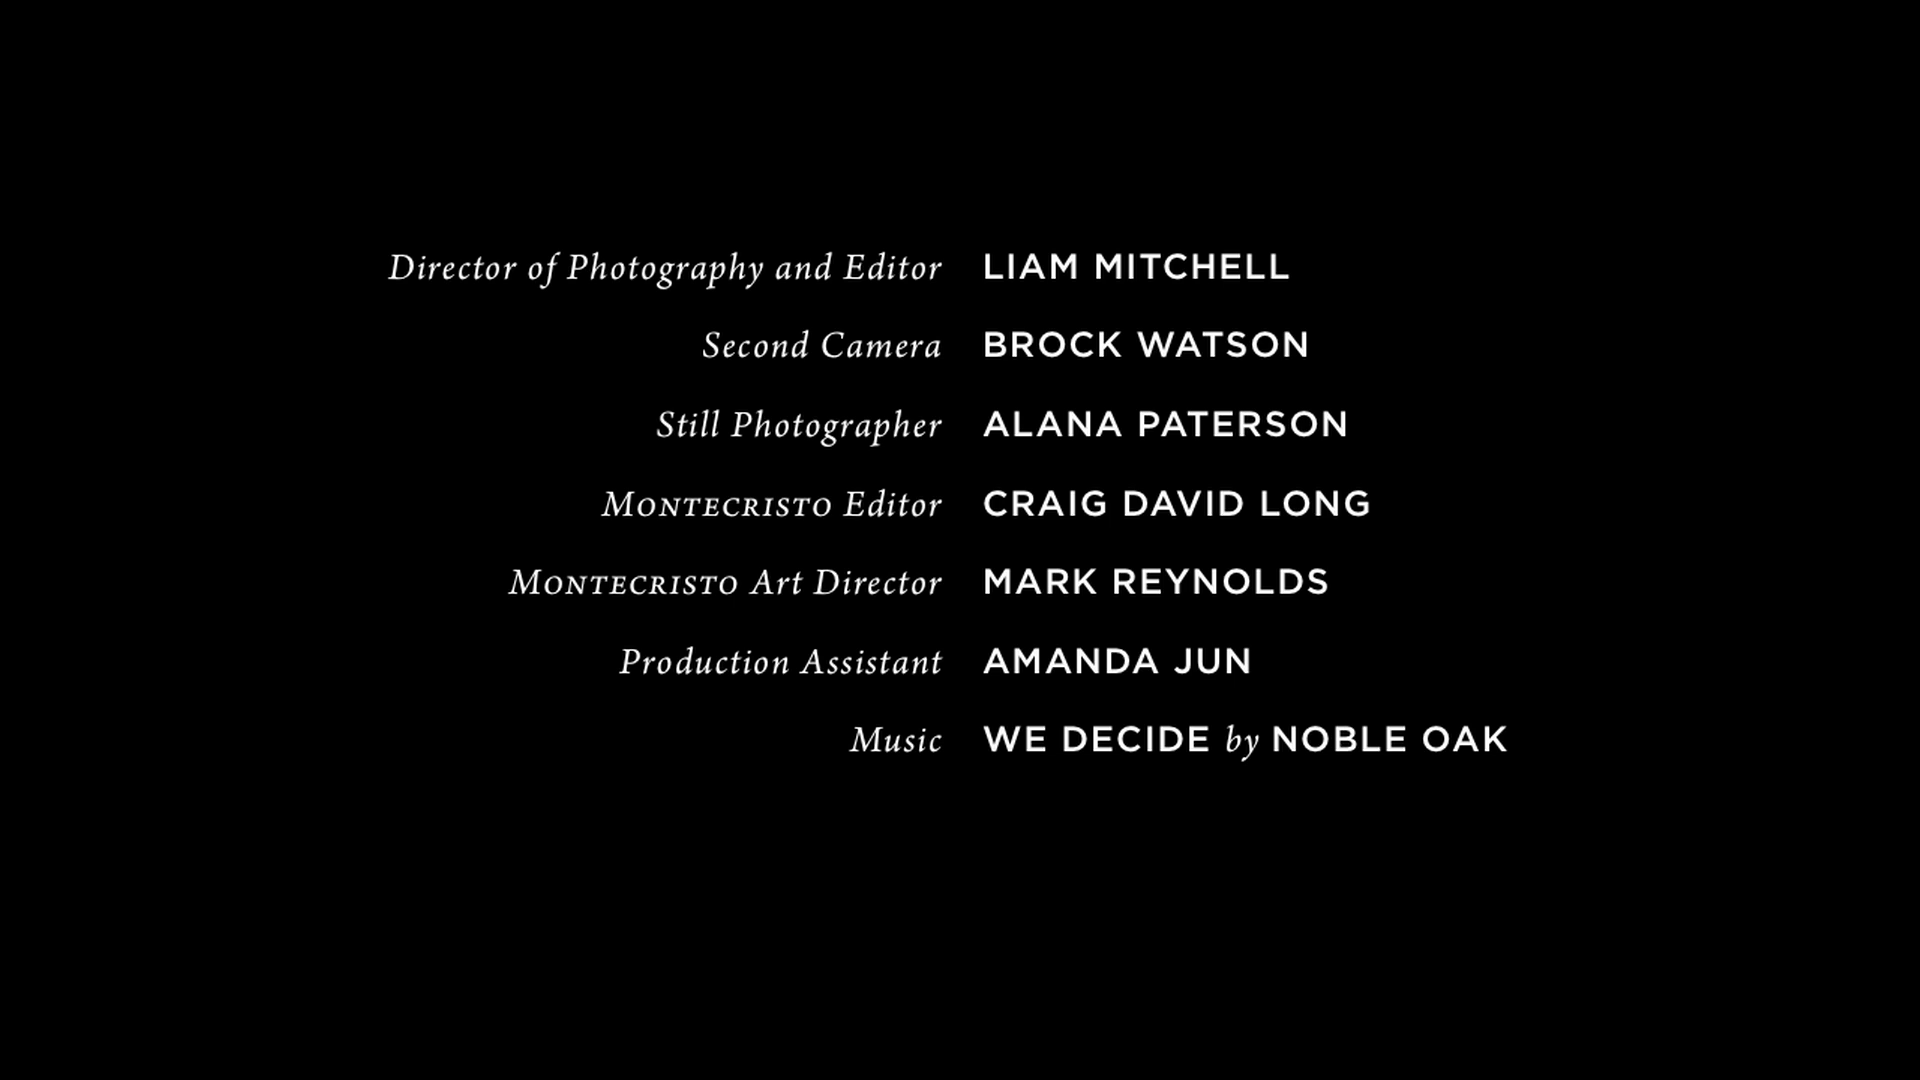 Director of Photography and Editor LIAM MITCHELL
Second Camera BROCK WATSON
Still Photographer ALANA PATERSON
MONTECRISTO Editor CRAIG DAVID LONG
MONTECRISTO Art Director MARK REYNOLDS
Production Assistant AMANDA JUN
Music WE DECIDE by NOBLE OAK